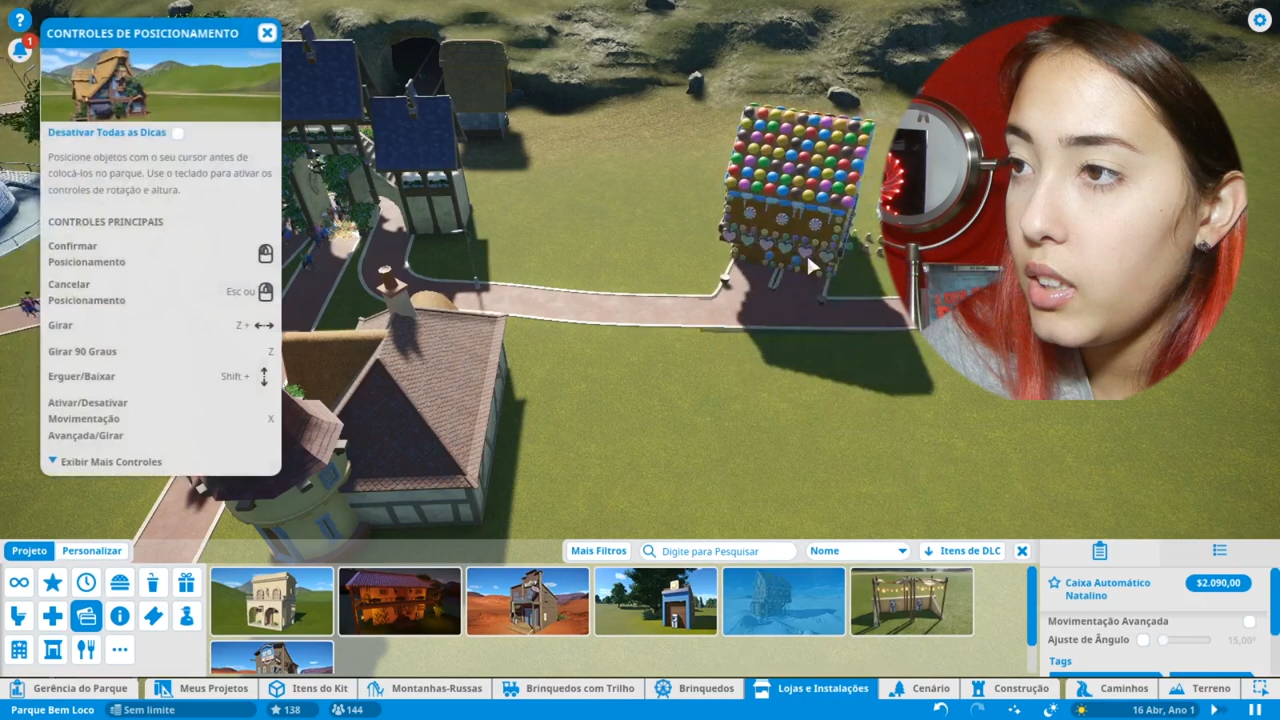 ?
1
CONTROLES DE POSICIONAMENTO
Desativar Todas as Dicas
Posicione objetos com o seu cursor antes de
colocá-los no parque. Use o teclado para ativar os
controles de rotação e altura.
CONTROLES PRINCIPAIS
Confirmar
Posicionamento
Cancelar
Posicionamento
Esc ou
Girar
Z +
Girar 90 Graus
Z
Erguer/Baixar
Shift +
Ativar/Desativar
Movimentação
Avançada/Girar
X
Exibir Mais Controles
Projeto
Personalizar
Mais Filtros
Digite para Pesquisar
Nome
Itens de DLC
Caixa Automático
Natalino
$2.090,00
Movimentação Avançada
Ajuste de Ângulo
15,00°
Tags
Gerência do Parque
Meus Projetos
Itens do Kit
Montanhas-Russas
Brinquedos com Trilho
Brinquedos
Lojas e Instalações
Cenário
Construção
Caminhos
Terreno
Parque Bem Loco
Sem limite
138
144
16 Abr, Ano 1